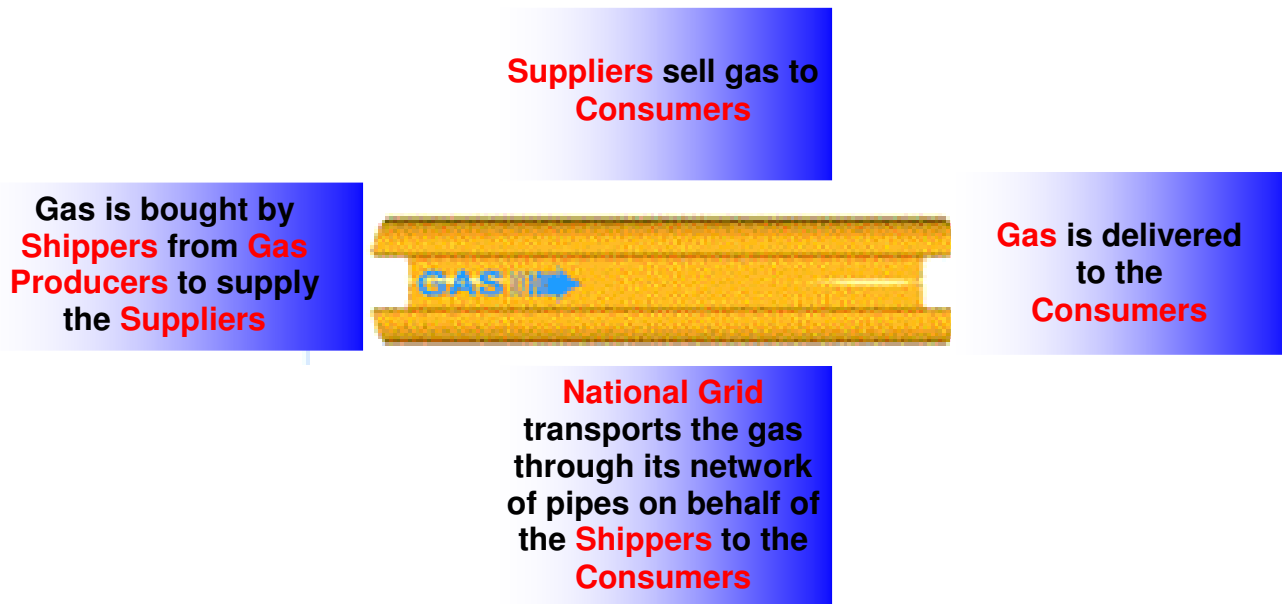 Suppliers sell gas to
Consumers
Gas is bought by
Shippers from Gas
Producers to supply
the Suppliers
GAS
Gas is delivered
to the
Consumers
National Grid
transports the gas
through its network
of pipes on behalf of
the Shippers to the
Consumers